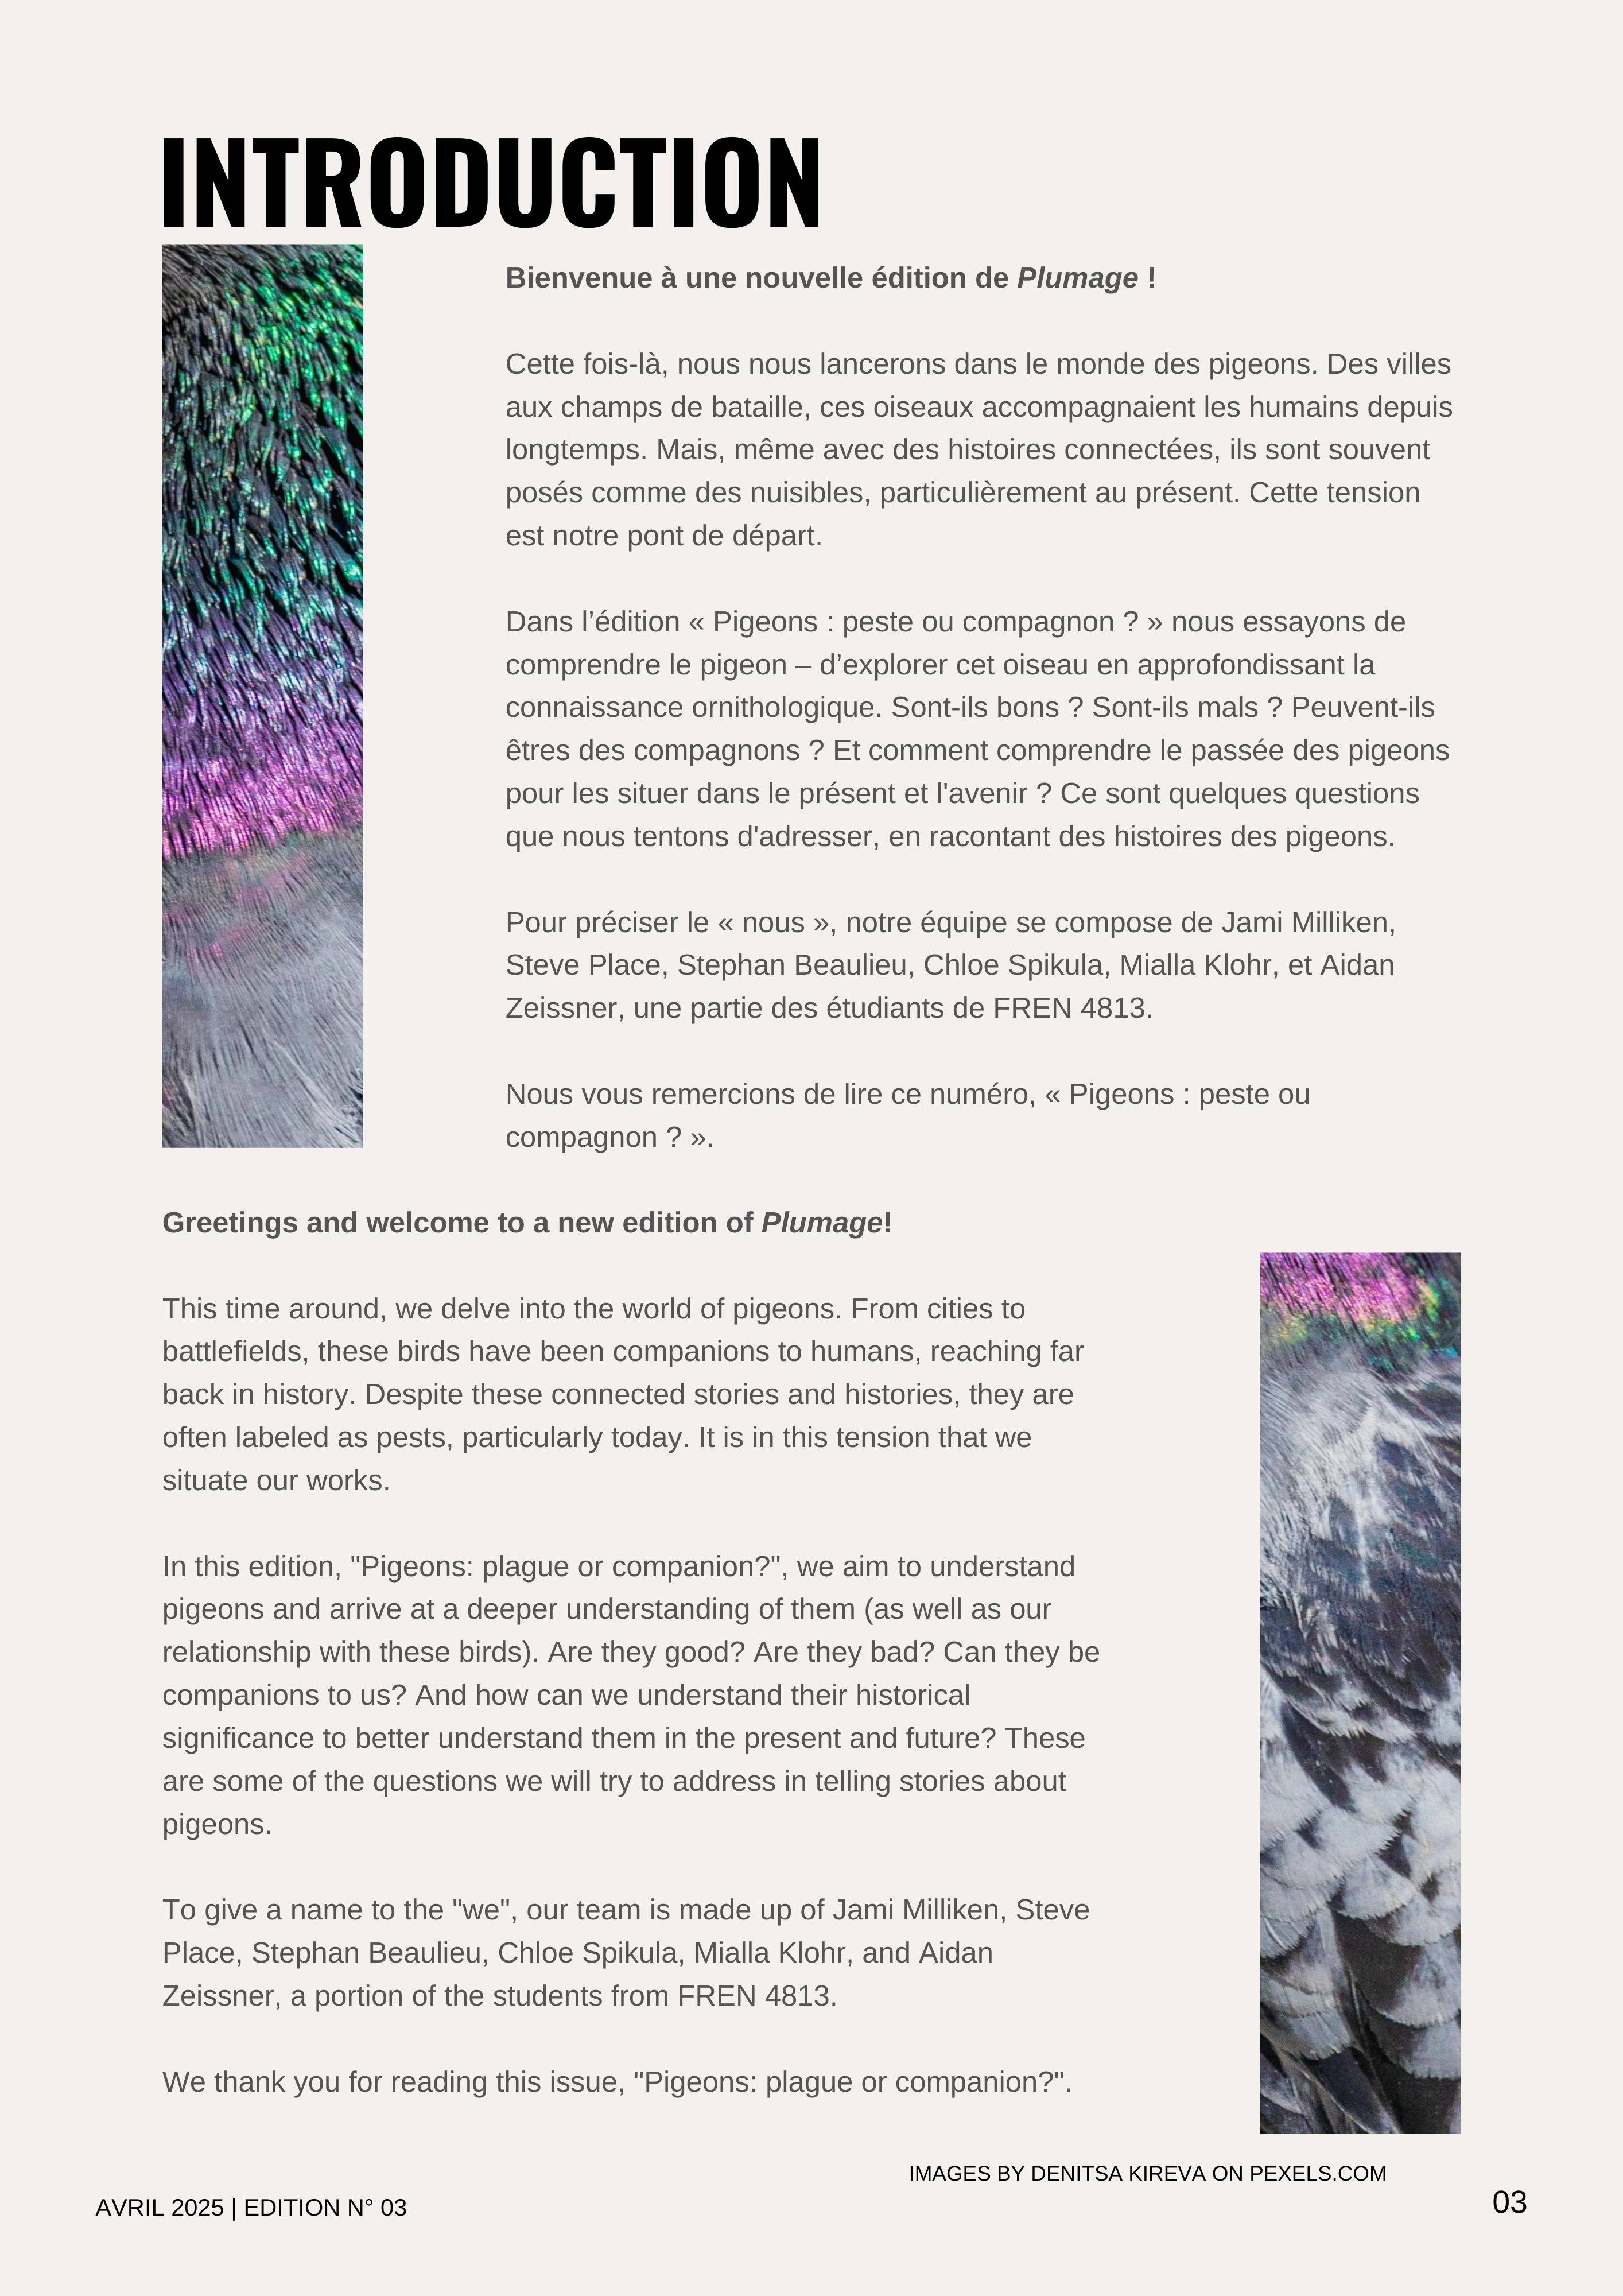 INTRODUCTION
Bienvenue à une nouvelle édition de Plumage !
Cette fois-là, nous nous lancerons dans le monde des pigeons. Des villes
aux champs de bataille, ces oiseaux accompagnaient les humains depuis
longtemps. Mais, même avec des histoires connectées, ils sont souvent
posés comme des nuisibles, particulièrement au présent. Cette tension
est notre pont de départ.
Dans l’édition « Pigeons : peste ou compagnon ? » nous essayons de
comprendre le pigeon – d’explorer cet oiseau en approfondissant la
connaissance ornithologique. Sont-ils bons ? Sont-ils mals ? Peuvent-ils
êtres des compagnons ? Et comment comprendre le passée des pigeons
pour les situer dans le présent et l'avenir ? Ce sont quelques questions
que nous tentons d'adresser, en racontant des histoires des pigeons.
Pour préciser le « nous », notre équipe se compose de Jami Milliken,
Steve Place, Stephan Beaulieu, Chloe Spikula, Mialla Klohr, et Aidan
Zeissner, une partie des étudiants de FREN 4813.
Nous vous remercions de lire ce numéro, « Pigeons : peste ou
compagnon ? ».
Greetings and welcome to a new edition of Plumage!
This time around, we delve into the world of pigeons. From cities to
battlefields, these birds have been companions to humans, reaching far
back in history. Despite these connected stories and histories, they are
often labeled as pests, particularly today. It is in this tension that we
situate our works.
In this edition, "Pigeons: plague or companion?", we aim to understand
pigeons and arrive at a deeper understanding of them (as well as our
relationship with these birds). Are they good? Are they bad? Can they be
companions to us? And how can we understand their historical
significance to better understand them in the present and future? These
are some of the questions we will try to address in telling stories about
pigeons.
To give a name to the "we", our team is made up of Jami Milliken, Steve
Place, Stephan Beaulieu, Chloe Spikula, Mialla Klohr, and Aidan
Zeissner, a portion of the students from FREN 4813.
We thank you for reading this issue, "Pigeons: plague or companion?".
IMAGES BY DENITSA KIREVA ON PEXELS.COM
AVRIL 2025 | EDITION N° 03
03